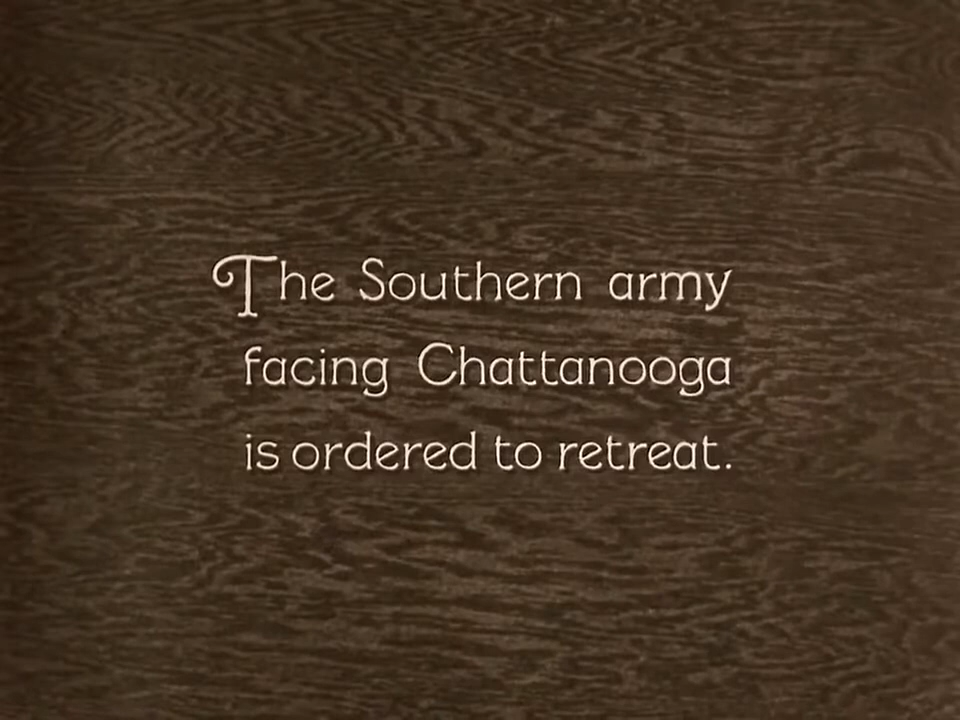 The Southern army
facing Chattanooga
is ordered to retreat.